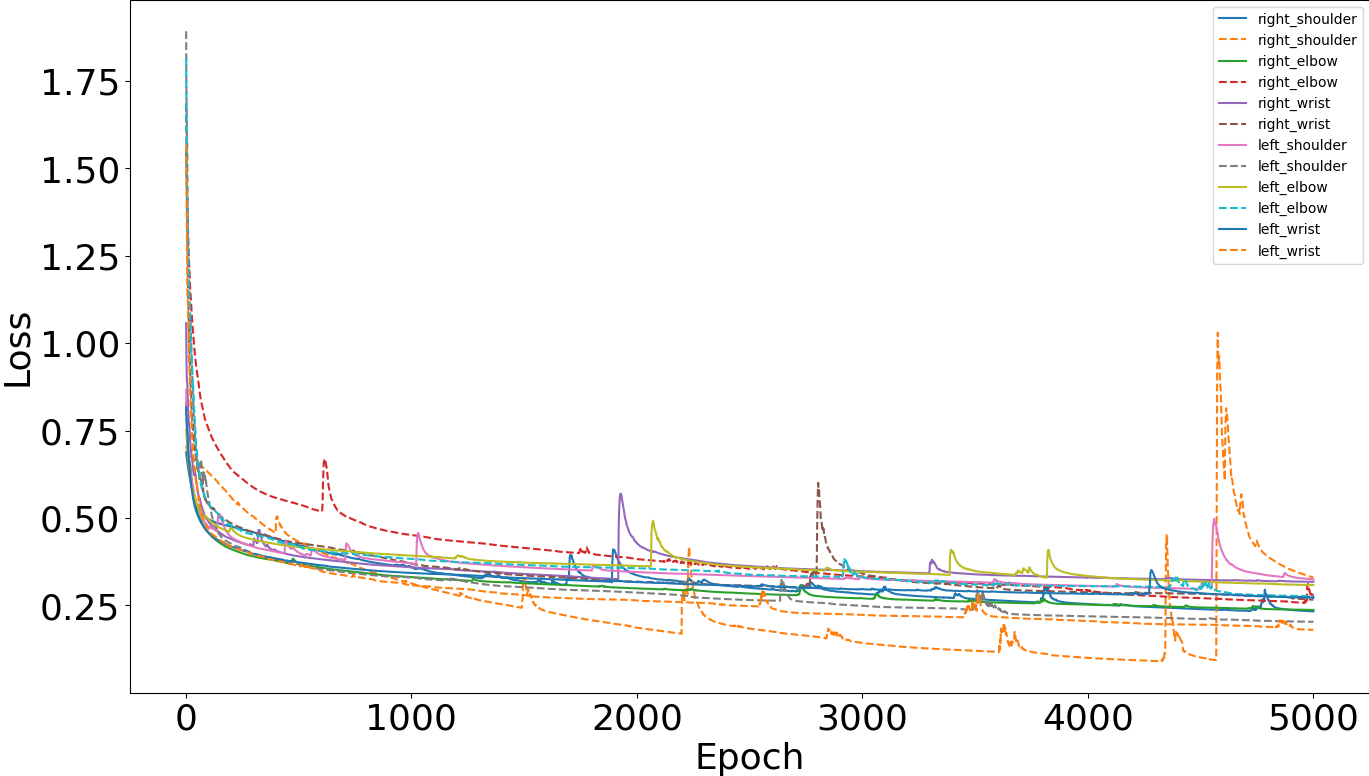 right_shoulder
right_shoulder
right_elbow
right_elbow
right_wrist
right_wrist
left_shoulder
left_shoulder
left_elbow
left_elbow
left_wrist
left_wrist
1.75
1.50
1.25
1.00
0.75
0.50
0.25
Loss
0 1000 2000 3000 4000 5000
Epoch